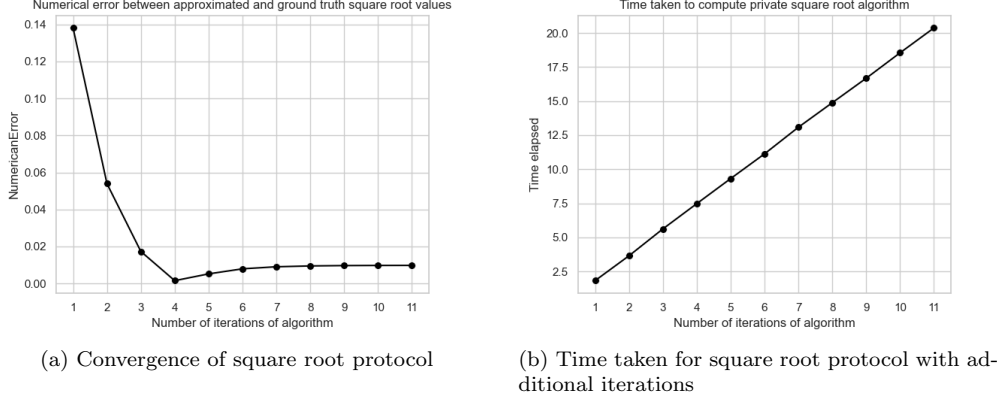 Numerical error between approximated and ground truth square root values
0.14
0.12
0.10
0.08
0.06
0.04
0.02
0.00
NumericanError
1 2 3 4 5 6 7 8 9 10 11
Number of iterations of algorithm
(a) Convergence of square root protocol
Time taken to compute private square root algorithm
20.0
17.5
15.0
12.5
10.0
7.5
5.0
2.5
Time elapsed
1 2 3 4 5 6 7 8 9 10 11
Number of iterations of algorithm
(b) Time taken for square root protocol with ad-
ditional iterations